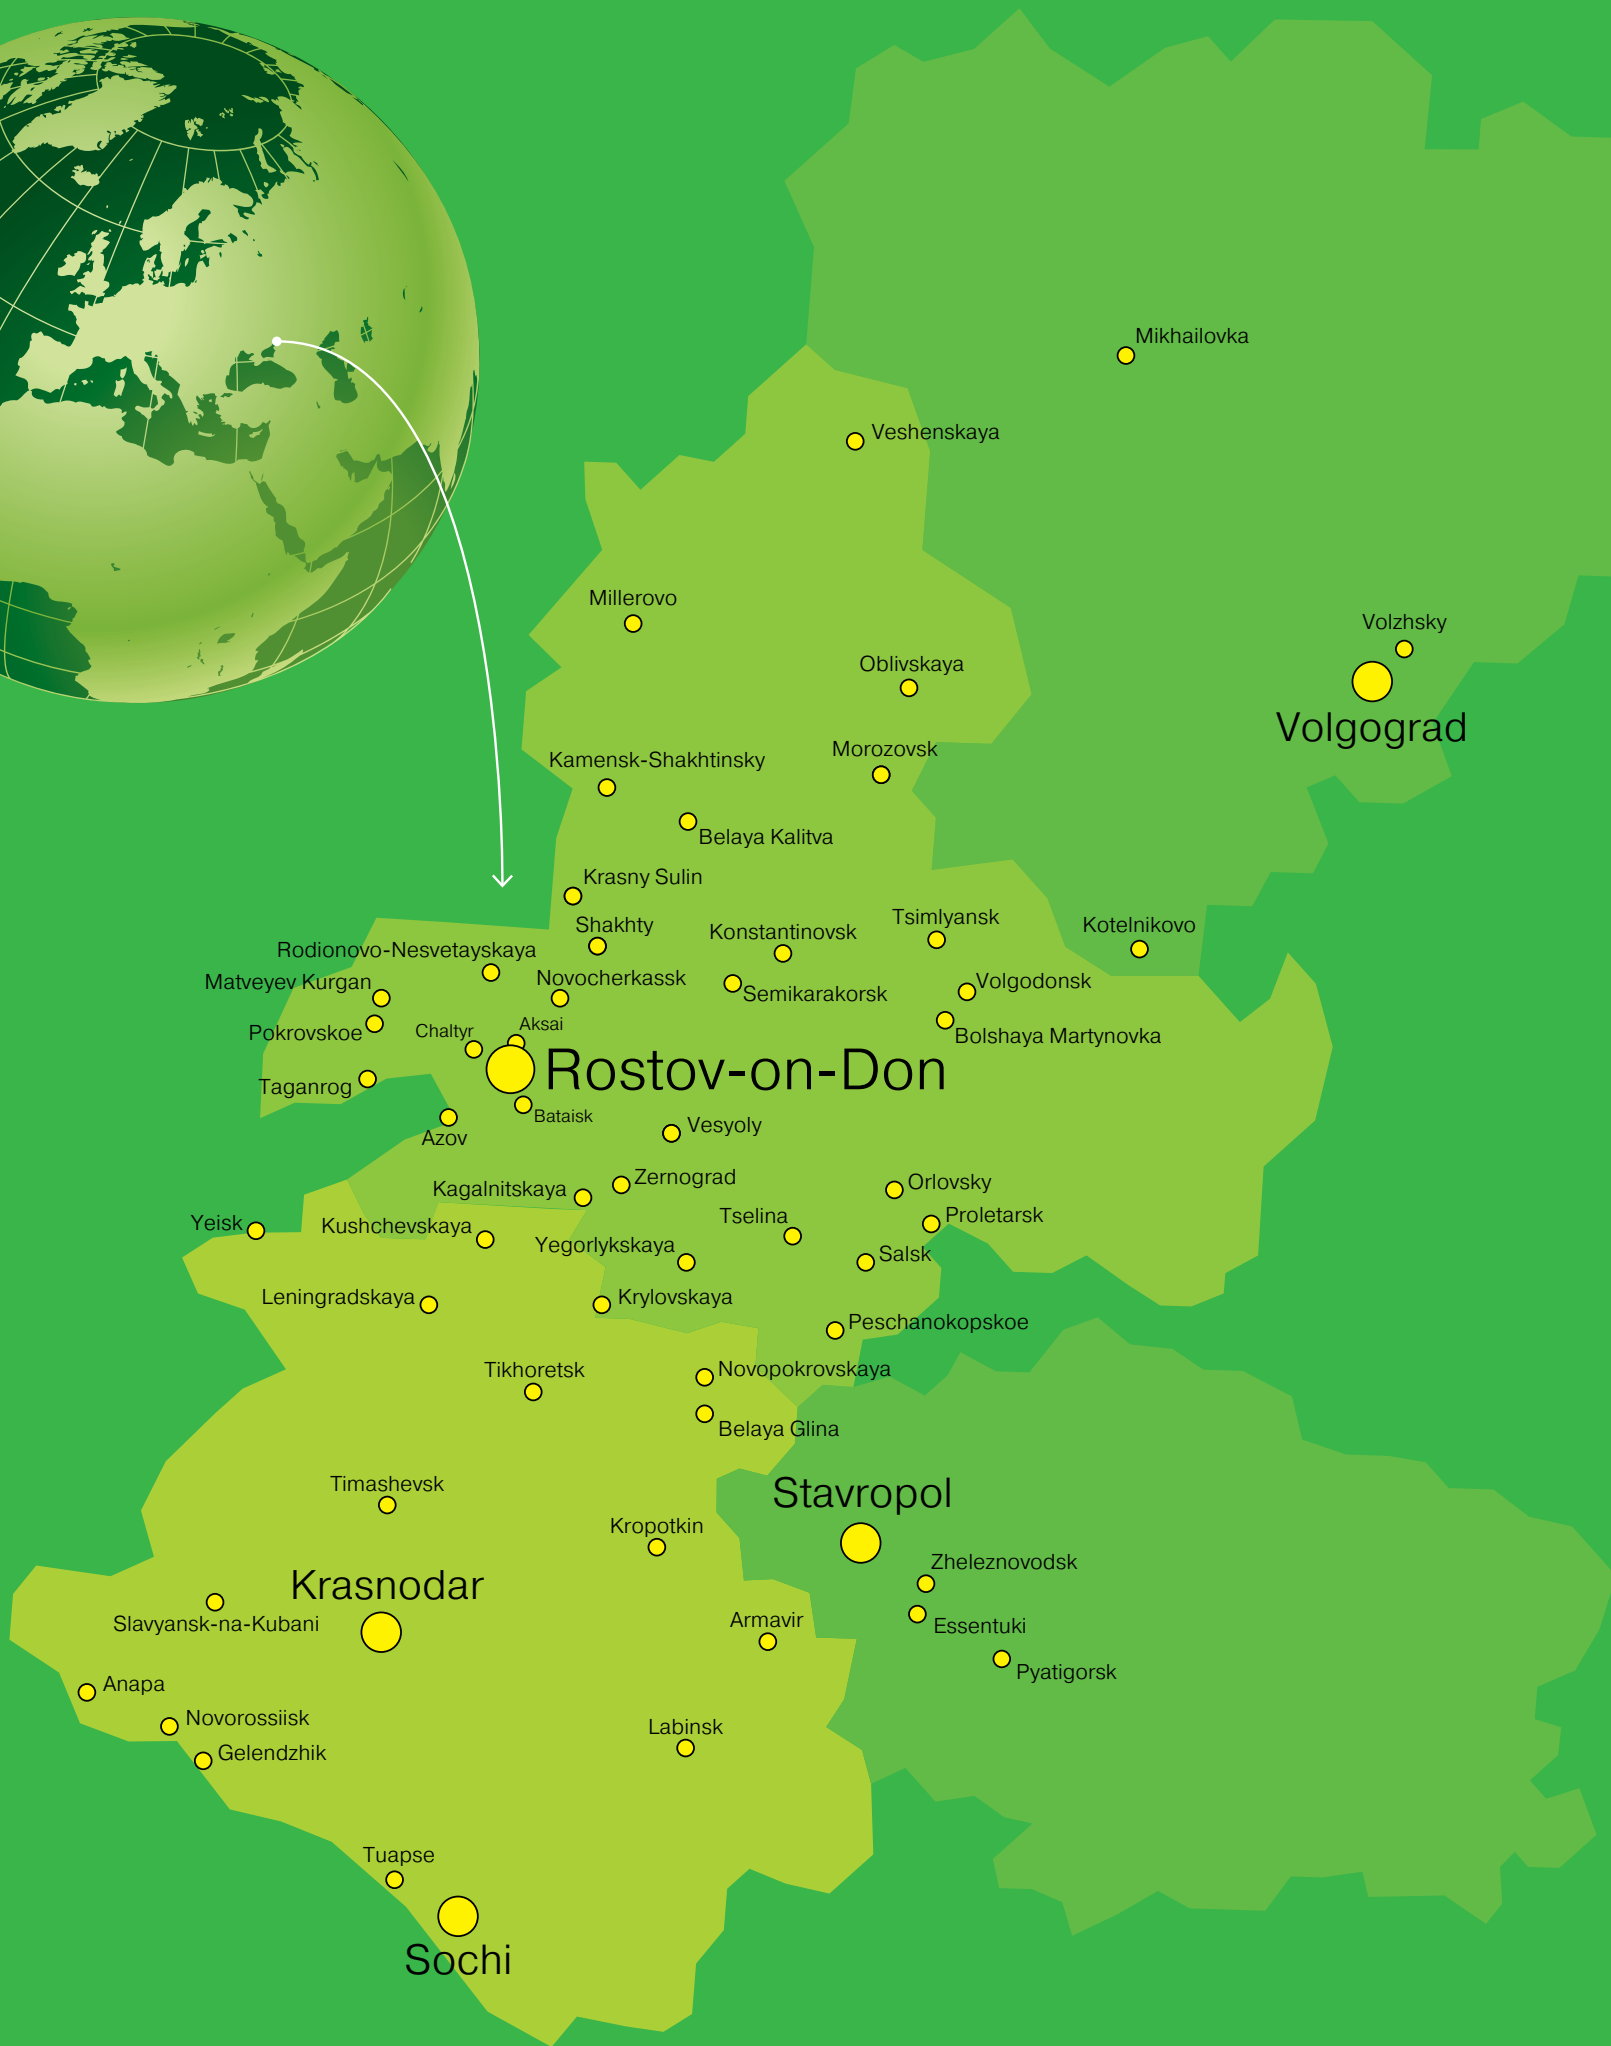 Mikhailovka
Veshenskaya
Millerovo
Volzhsky
Oblivskaya
Volgograd
Morozovsk
Kamensk-Shakhtinsky
Belaya Kalitva
Krasny Sulin
Tsimlyansk
Shakhty
Kotelnikovo
Konstantinovsk
Rodionovo-Nesvetayskaya
Novocherkassk
Matveyev Kurgan
Volgodonsk
Semikarakorsk
Aksai
Chaltyr
Pokrovskoe
Bolshaya Martynovka
Rostov-on-Don
Taganrog
Bataisk
Vesyoly
Azov
Zernograd
Orlovsky
Kagalnitskaya
Tselina
Proletarsk
Yeisk
Kushchevskaya
Yegorlykskaya
Salsk
Leningradskaya
Krylovskaya
Peschanokopskoe
Tikhoretsk
Novopokrovskaya
Belaya Glina
Timashevsk
Stavropol
Kropotkin
Zheleznovodsk
Krasnodar
Slavyansk-na-Kubani
Armavir
Essentuki
Pyatigorsk
Anapa
Novorossiisk
Labinsk
Gelendzhik
Tuapse
Sochi